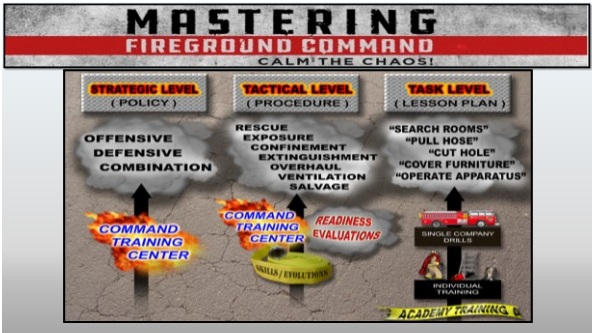 MASTERING
FIREGROUND COMMAND
CALM THE CHAOS!
STRATEGIC LEVEL
( POLICY )
OFFENSIVE
DEFENSIVE
COMBINATION
COMMAND
TRAINING
CENTER
TACTICAL LEVEL
( PROCEDURE )
RESCUE
EXPOSURE
CONFINEMENT
EXTINGUISHMENT
OVERHAUL
VENTILATION
SALVAGE
COMMAND
TRAINING
CENTER
READINESS
EVALUATIONS
SKILLS / EVOLUTIONS
TASK LEVEL
( LESSON PLAN )
"SEARCH ROOMS"
"PULL HOSE"
"CUT HOLE"
"COVER FURNITURE"
"OPERATE APPARATUS"
SINGLE COMPANY
DRILLS
INDIVIDUAL
TRAINING
ACADEMY TRAINING